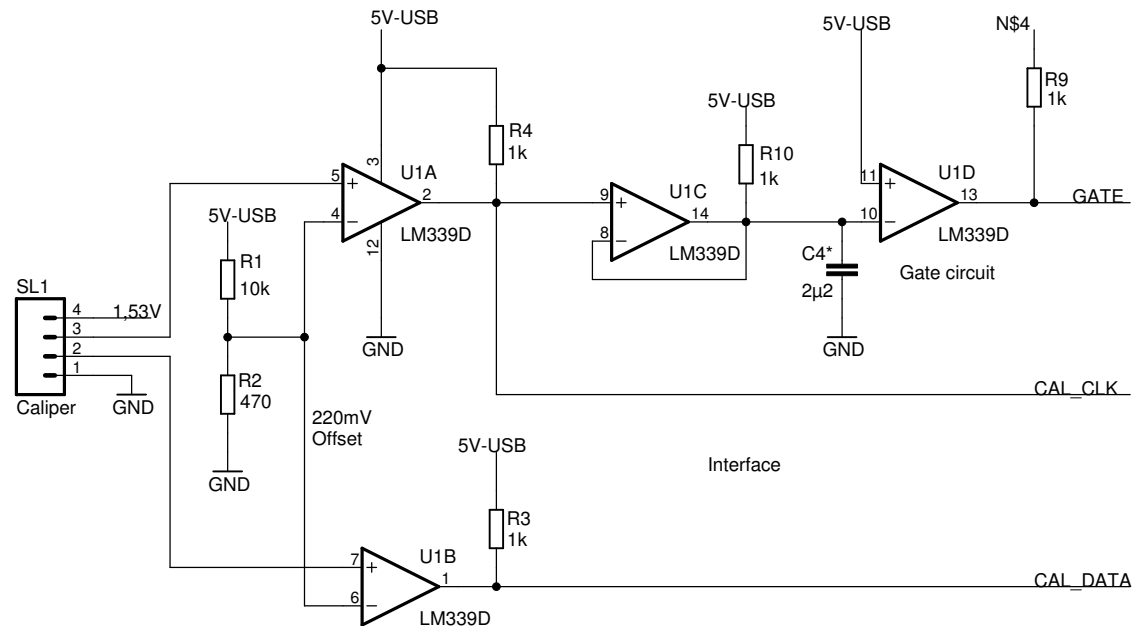 5V-USB
5V-USB
N$4
R9
1k
5V-USB
R4
1k
R10
1k
3
U1A
5
+
2
4
−
12
LM339D
9
+
U1C
14
8
−
LM339D
11
+
U1D
13
10
−
LM339D
GATE
5V-USB
R1
10k
C4*
2µ2
Gate circuit
SL1
4
1,53V
3
2
1
Caliper
GND
GND
GND
R2
470
GND
220mV
Offset
CAL_CLK
5V-USB
Interface
R3
1k
7
+
U1B
1
6
−
LM339D
CAL_DATA